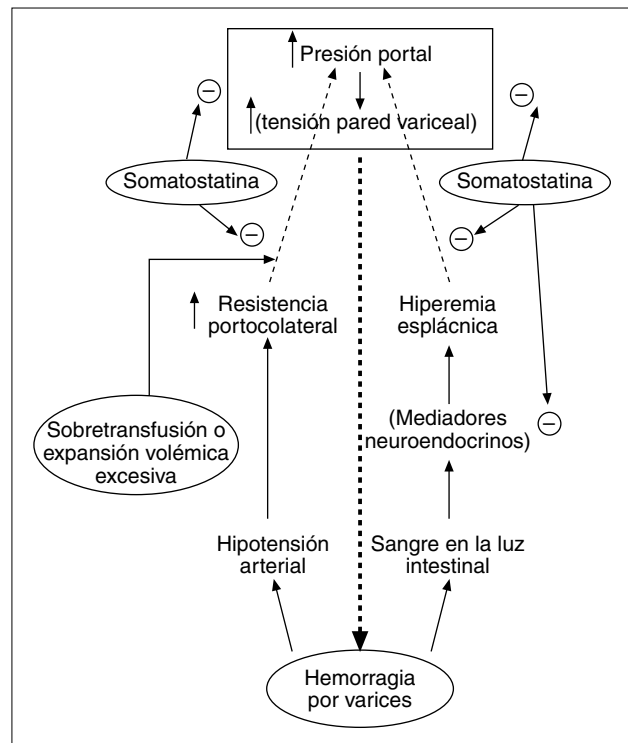 Presión portal
(tensión pared variceal)
Somatostatina
Somatostatina
Resistencia
portocolateral
Hiperemia
esplácnica
Sobretransfusión o
expansión volémica
excesiva
(Mediadores
neuroendocrinos)
Hipotensión
arterial
Sangre en la luz
intestinal
Hemorragia
por varices